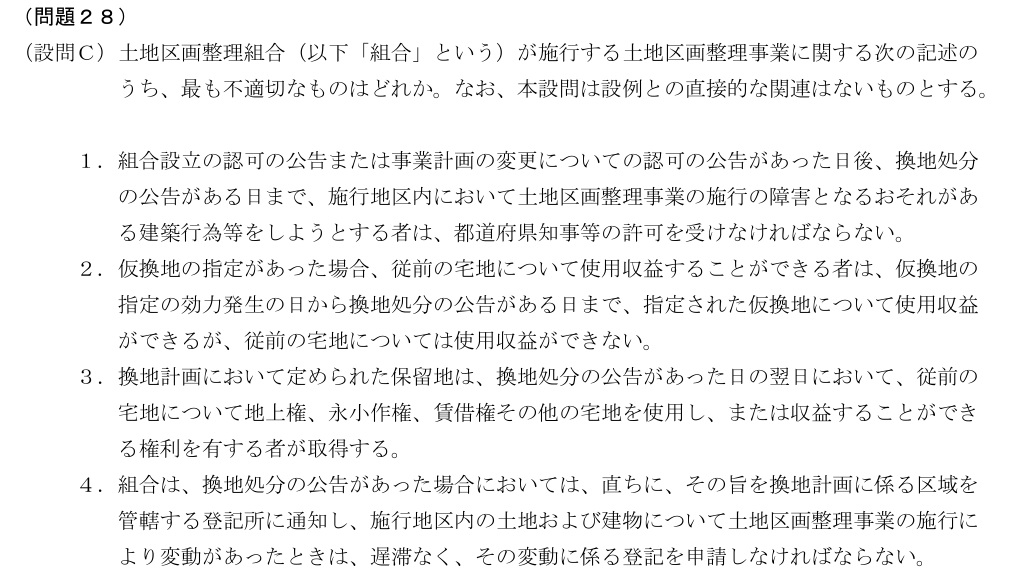 （問題２８）
（設問Ｃ）土地区画整理組合（以下「組合」という）が施行する土地区画整理事業に関する次の記述の
うち、最も不適切なものはどれか。なお、本設問は設例との直接的な関連はないものとする。
１．組合設立の認可の公告または事業計画の変更についての認可の公告があった日後、換地処分
の公告がある日まで、施行地区内において土地区画整理事業の施行の障害となるおそれがあ
る建築行為等をしようとする者は、都道府県知事等の許可を受けなければならない。
２．仮換地の指定があった場合、従前の宅地について使用収益することができる者は、仮換地の
指定の効力発生の日から換地処分の公告がある日まで、指定された仮換地について使用収益
ができるが、従前の宅地については使用収益ができない。
３．換地計画において定められた保留地は、換地処分の公告があった日の翌日において、従前の
宅地について地上権、永小作権、賃借権その他の宅地を使用し、または収益することができ
る権利を有する者が取得する。
４．組合は、換地処分の公告があった場合においては、直ちに、その旨を換地計画に係る区域を
管轄する登記所に通知し、施行地区内の土地および建物について土地区画整理事業の施行に
より変動があったときは、遅滞なく、その変動に係る登記を申請しなければならない。